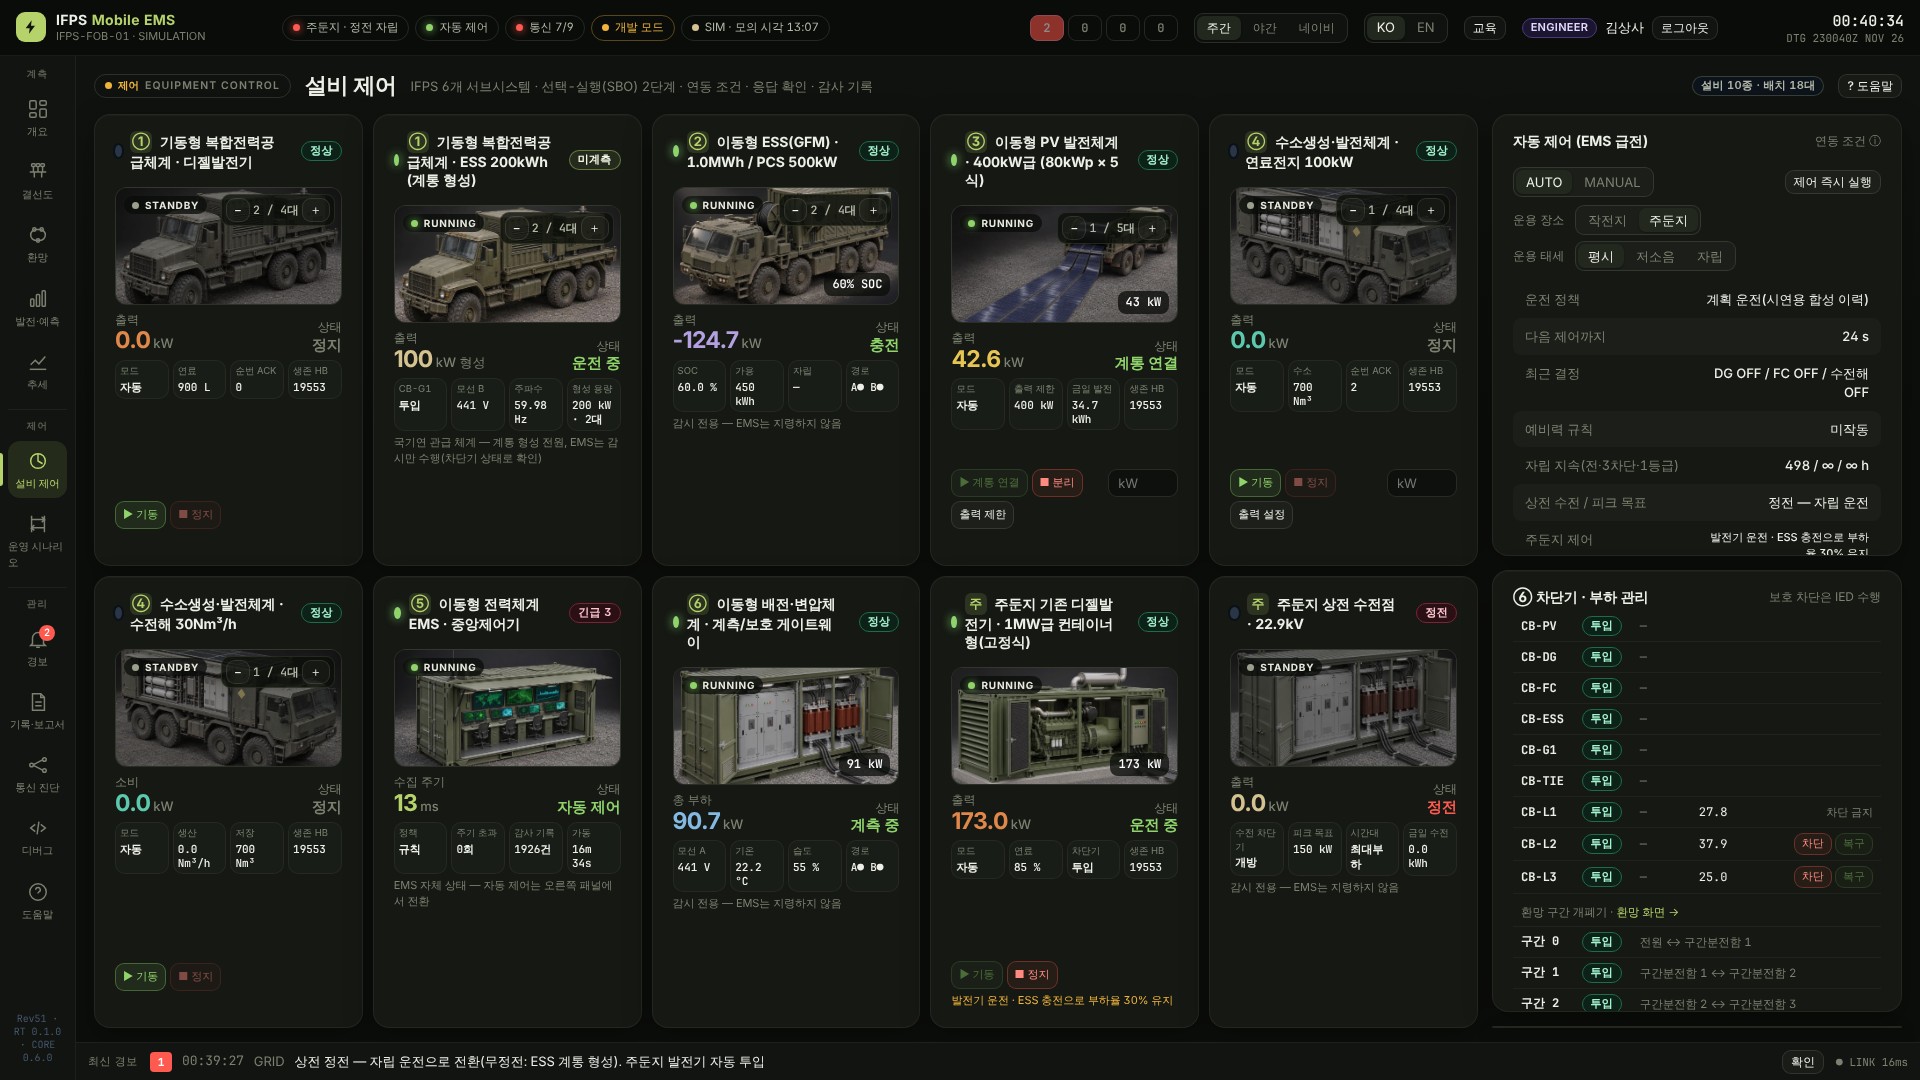 IFPS Mobile EMS
IFPS-FOB-01 · SIMULATION
주둔지 · 정전 자립
자동 제어
통신 7/9
개발 모드
SIM · 모의 시각 13:07
2 0 0 0
주간 야간 네이비
KO EN
교육
ENGINEER 김상사 로그아웃
00:40:34
DTG 230040Z NOV 26
계측
개요
결선도
환망
발전·예측
추세
제어
설비 제어
운영 시나리오
관리
2
경보
기록·보고서
통신 진단
디버그
도움말
RevS1 · RT 0.1.0 · CORE 0.6.0
제어 EQUIPMENT CONTROL
설비 제어
IFPS 6개 서브시스템 · 선택-실행(SBO) 2단계 · 연동 조건 · 응답 확인 · 감사 기록
설비 10종 · 배치 18대
? 도움말
① 기동형 복합전력공급체계 · 디젤발전기
정상
STANDBY
− 2 / 4대 +
출력
0.0 kW
상태
정지
모드 자동
연료 900 L
순번 ACK 0
생존 HB 19553
▶ 기동 ■ 정지
① 기동형 복합전력공급체계 · ESS 200kWh (계통 형성)
미계측
RUNNING
− 2 / 4대 +
출력
100 kW 형성
상태
운전 중
CB-G1 투입
모선 B 441 V
주파수 59.98 Hz
형성 용량 200 kW · 2대
국기연 관급 체계 — 계통 형성 전원, EMS는 감시만 수행(차단기 상태로 확인)
② 이동형 ESS(GFM) · 1.0MWh / PCS 500kW
정상
RUNNING
− 2 / 4대 +
60% SOC
출력
-124.7 kW
상태
충전
SOC 60.0 %
가용 450 kWh
자립 —
경로 A● B●
감시 전용 — EMS는 지령하지 않음
③ 이동형 PV 발전체계 · 400kW급 (80kWp × 5식)
정상
RUNNING
− 1 / 5대 +
43 kW
출력
42.6 kW
상태
계통 연결
모드 자동
출력 제한 400 kW
금일 발전 34.7 kWh
생존 HB 19553
▶ 계통 연결 ■ 분리 kW
출력 제한
④ 수소생성·발전체계 · 연료전지 100kW
정상
STANDBY
− 1 / 4대 +
출력
0.0 kW
상태
정지
모드 자동
수소 700 Nm³
순번 ACK 2
생존 HB 19553
▶ 기동 ■ 정지 kW
출력 설정
④ 수소생성·발전체계 · 수전해 30Nm³/h
정상
STANDBY
− 1 / 4대 +
소비
0.0 kW
상태
정지
모드 자동
생산 0.0 Nm³/h
저장 700 Nm³
생존 HB 19553
▶ 기동 ■ 정지
⑤ 이동형 전력체계 EMS · 중앙제어기
긴급 3
RUNNING
수집 주기
13 ms
상태
자동 제어
정책 규칙
주기 초과 0회
감사 기록 1926건
가동 16m 34s
EMS 자체 상태 — 자동 제어는 오른쪽 패널에서 전환
⑥ 이동형 배전·변압체계 · 계측/보호 게이트웨이
정상
RUNNING
91 kW
총 부하
90.7 kW
상태
계측 중
모선 A 441 V
기온 22.2 °C
습도 55 %
경로 A● B●
감시 전용 — EMS는 지령하지 않음
주 주둔지 기존 디젤발전기 · 1MW급 컨테이너형(고정식)
정상
RUNNING
173 kW
출력
173.0 kW
상태
운전 중
모드 자동
연료 85 %
차단기 투입
생존 HB 19553
▶ 기동 ■ 정지
발전기 운전 · ESS 충전으로 부하율 30% 유지
주 주둔지 상전 수전점 · 22.9kV
정전
STANDBY
출력
0.0 kW
상태
정전
수전 차단기 개방
피크 목표 150 kW
시간대 최대부하
금일 수전 0.0 kWh
감시 전용 — EMS는 지령하지 않음
자동 제어 (EMS 급전)
연동 조건 ⓘ
AUTO MANUAL
제어 즉시 실행
운용 장소 작전지 주둔지
운용 태세 평시 저소음 자립
운전 정책 계획 운전(시연용 합성 이력)
다음 제어까지 24 s
최근 결정 DG OFF / FC OFF / 수전해 OFF
예비력 규칙 미작동
자립 지속(전·3차단·1등급) 498 / ∞ / ∞ h
상전 수전 / 피크 목표 정전 — 자립 운전
주둔지 제어 발전기 운전 · ESS 충전으로 부하율 30% 유지
⑥ 차단기 · 부하 관리
보호 차단은 IED 수행
CB-PV 투입 —
CB-DG 투입 —
CB-FC 투입 —
CB-ESS 투입 —
CB-G1 투입 —
CB-TIE 투입 —
CB-L1 투입 — 27.8 차단 금지
CB-L2 투입 — 37.9 차단 복구
CB-L3 투입 — 25.0 차단 복구
환망 구간 개폐기 · 환망 화면 →
구간 0 투입 전원 ↔ 구간분전함 1
구간 1 투입 구간분전함 1 ↔ 구간분전함 2
구간 2 투입 구간분전함 2 ↔ 구간분전함 3
최신 경보 1 00:39:27 GRID 상전 정전 — 자립 운전으로 전환(무정전: ESS 계통 형성). 주둔지 발전기 자동 투입
확인
LINK 16ms